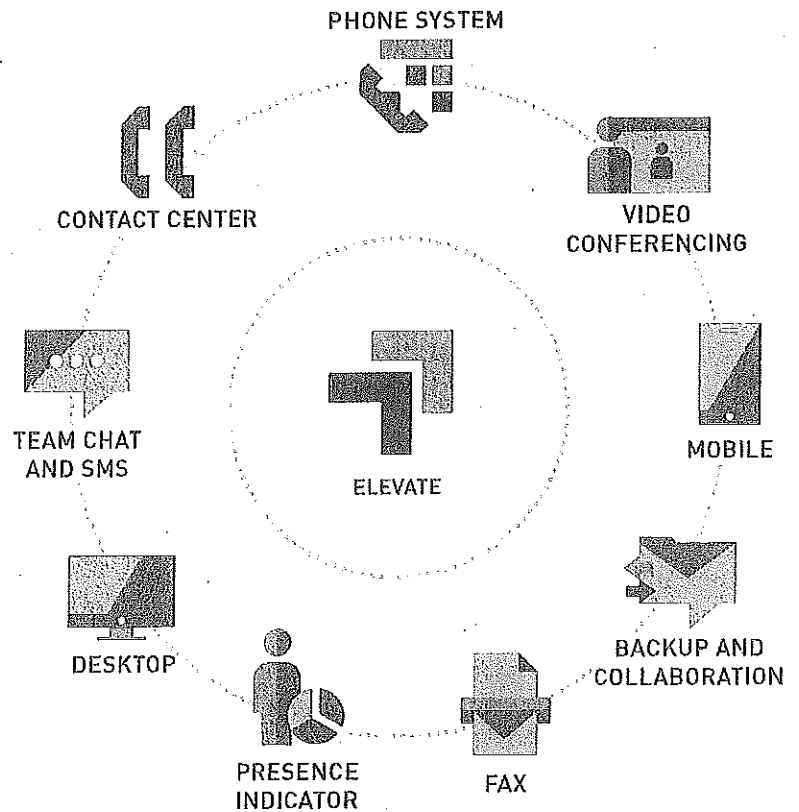 PHONE SYSTEM
VIDEO
CONFERENCING
MOBILE
BACKUP AND
COLLABORATION
FAX
PRESENCE
INDICATOR
DESKTOP
TEAM CHAT
AND SMS
CONTACT CENTER
ELEVATE